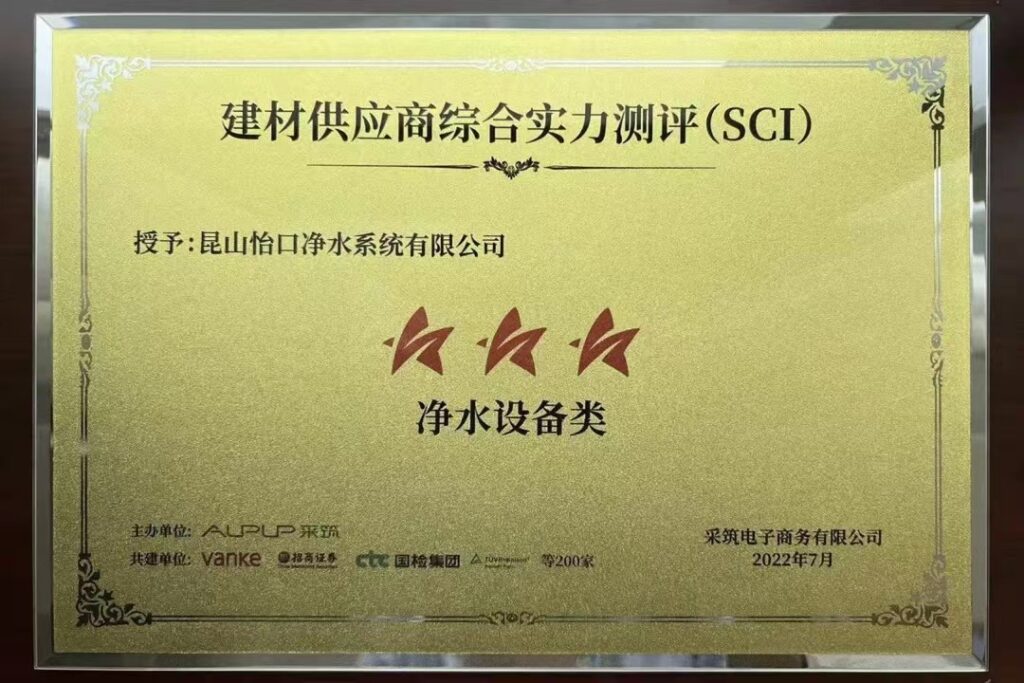 建材供应商综合实力测评(SCI)
授予:昆山怡口净水系统有限公司
净水设备类
主办单位: AUPUP 采筑
共建单位: vanke 招商证券 ctc 国检集团 等200家
采筑电子商务有限公司
2022年7月